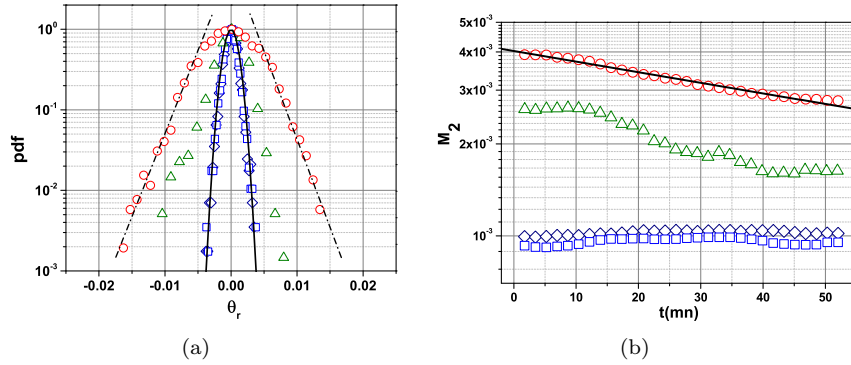 10⁰
10⁻¹
10⁻²
10⁻³
pdf
-0.02 -0.01 0.00 0.01 0.02
θr
(a)
5x10⁻³
4x10⁻³
3x10⁻³
2x10⁻³
10⁻³
M2
0 10 20 30 40 50
t(mn)
(b)